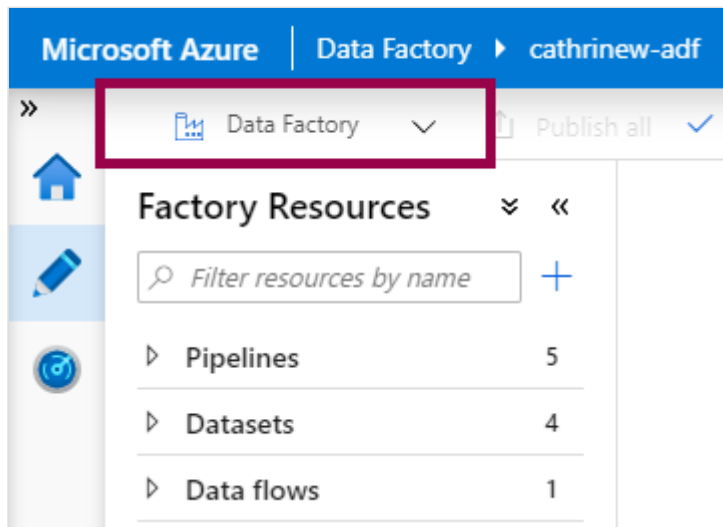 Microsoft Azure Data Factory cathrinew-adf
Data Factory Publish all
Factory Resources
Filter resources by name
Pipelines 5
Datasets 4
Data flows 1